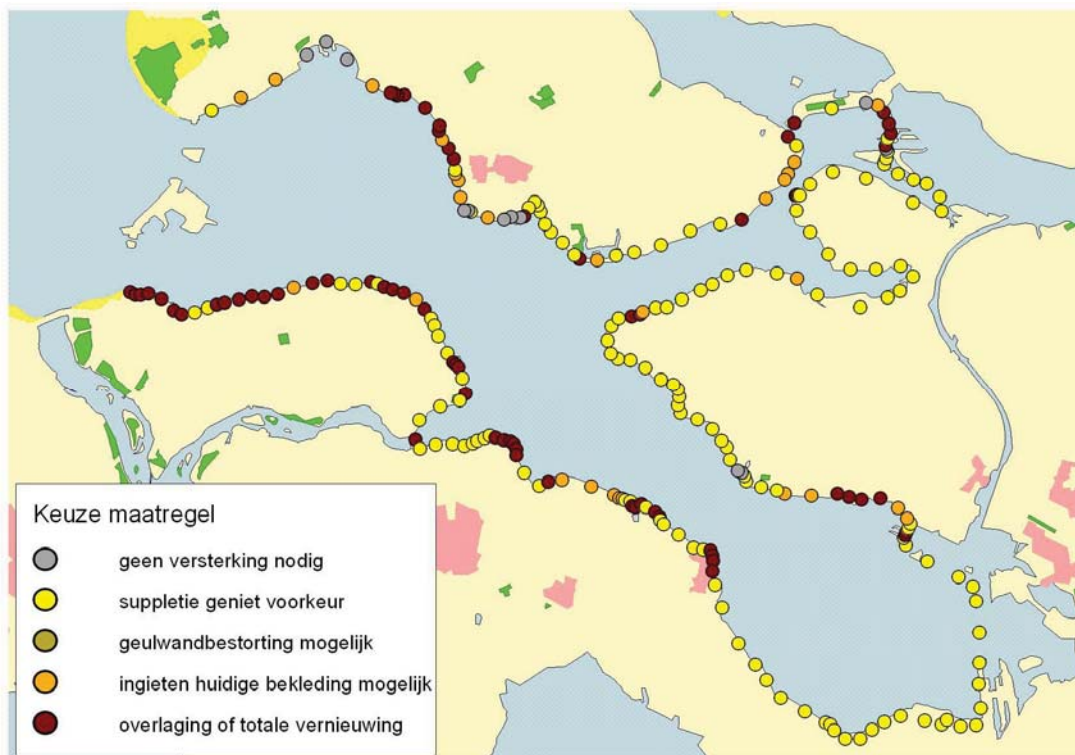 Keuze maatregel
geen versterking nodig
suppletie geniet voorkeur
geulwandbestorting mogelijk
ingieten huidige bekleding mogelijk
overlaging of totale vernieuwing